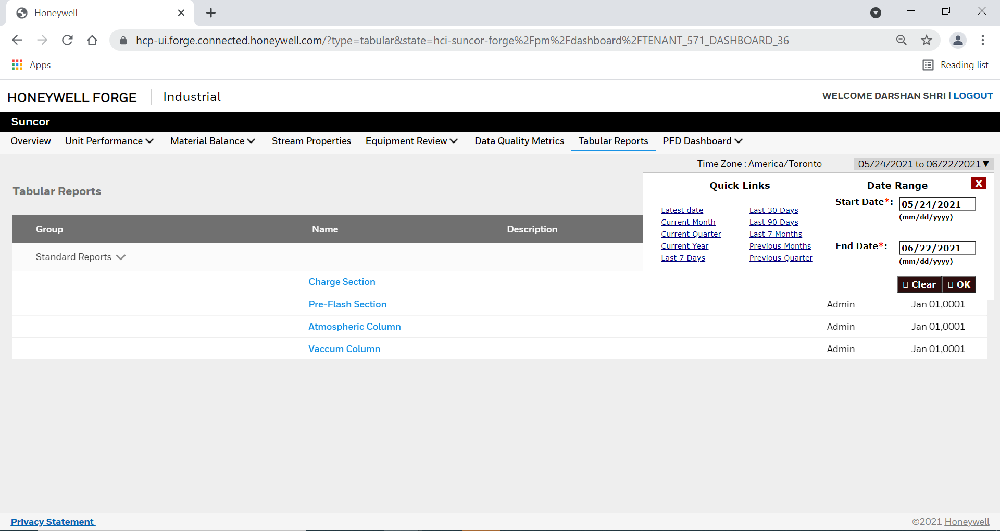 Honeywell
hcp-ui.forge.connected.honeywell.com/?type=tabular&state=hci-suncor-forge%2Fpm%2Fdashboard%2FTENANT_571_DASHBOARD_36
Apps
Reading list
HONEYWELL FORGE
Industrial
WELCOME DARSHAN SHRI | LOGOUT
Suncor
Overview Unit Performance Material Balance Stream Properties Equipment Review Data Quality Metrics Tabular Reports PFD Dashboard
Time Zone : America/Toronto
05/24/2021 to 06/22/2021▼
Tabular Reports
Quick Links
Latest date
Current Month
Current Quarter
Current Year
Last 7 Days
Last 30 Days
Last 90 Days
Last 7 Months
Previous Months
Previous Quarter
Date Range
X
Start Date*: 05/24/2021
(mm/dd/yyyy)
End Date*: 06/22/2021
(mm/dd/yyyy)
Clear
OK
Group Name Description
Standard Reports
Charge Section
Pre-Flash Section Admin Jan 01,0001
Atmospheric Column Admin Jan 01,0001
Vaccum Column Admin Jan 01,0001
Privacy Statement
©2021 Honeywell